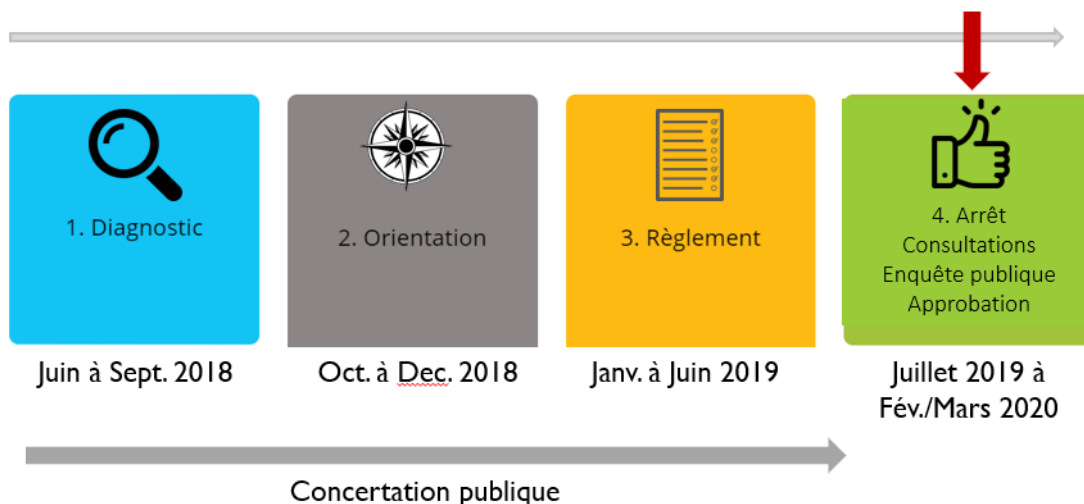 1. Diagnostic
2. Orientation
3. Règlement
4. Arrêt
Consultations
Enquête publique
Approbation
Juin à Sept. 2018
Oct. à Dec. 2018
Janv. à Juin 2019
Juillet 2019 à
Fév./Mars 2020
Concertation publique